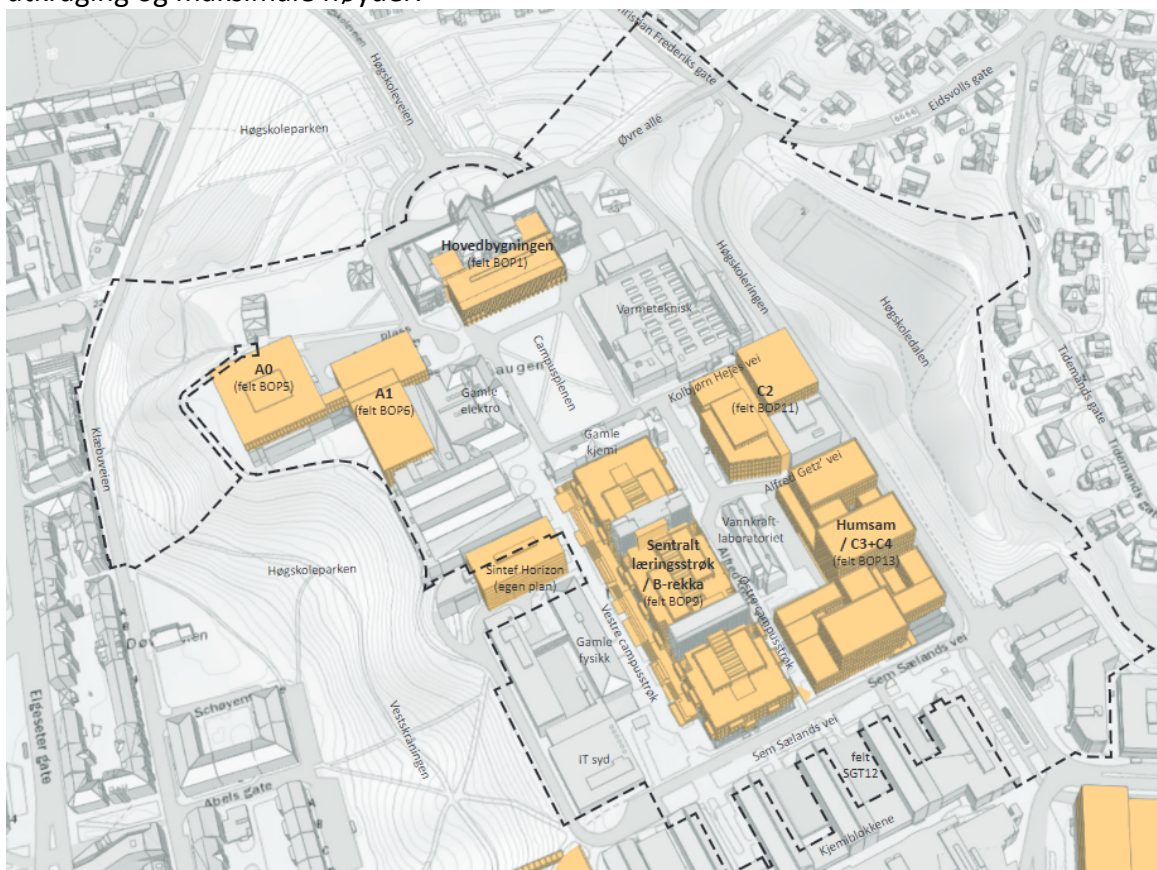 utkraging og maksimale høyder.
Høgskoleveien
Christian Frederiks gate
Eidsvolls gate
Høgskoleparken
Øvre allé
Hovedbygningen
(felt BOP1)
Høgskoleringen
Varmeteknisk
Høgskoledalen
plass
A0
(felt BOP5)
A1
(felt BOP6)
augen
Gamle
elektro
Campusplenen
Kolbjørn Hejes vei
C2
(felt BOP11)
Tidemands gate
Tidemands gate
Klæbuveien
Gamle
kjemi
2
Alfred Getz' vei
Vannkraft-
laboratoriet
Humsam
/ C3+C4
(felt BOP13)
Sentralt
læringsstrøk
/ B-rekka
(felt BOP9)
Sintef Horizon
(egen plan)
Høgskoleparken
Østre campusstrøk
Vestre campusstrøk
Gamle
fysikk
Sem Sælands vei
Elgeseter gate
Vestskråningen
Sem Sælands vei
felt
SGT12
IT syd
Abels gate
Kjemiblokkene